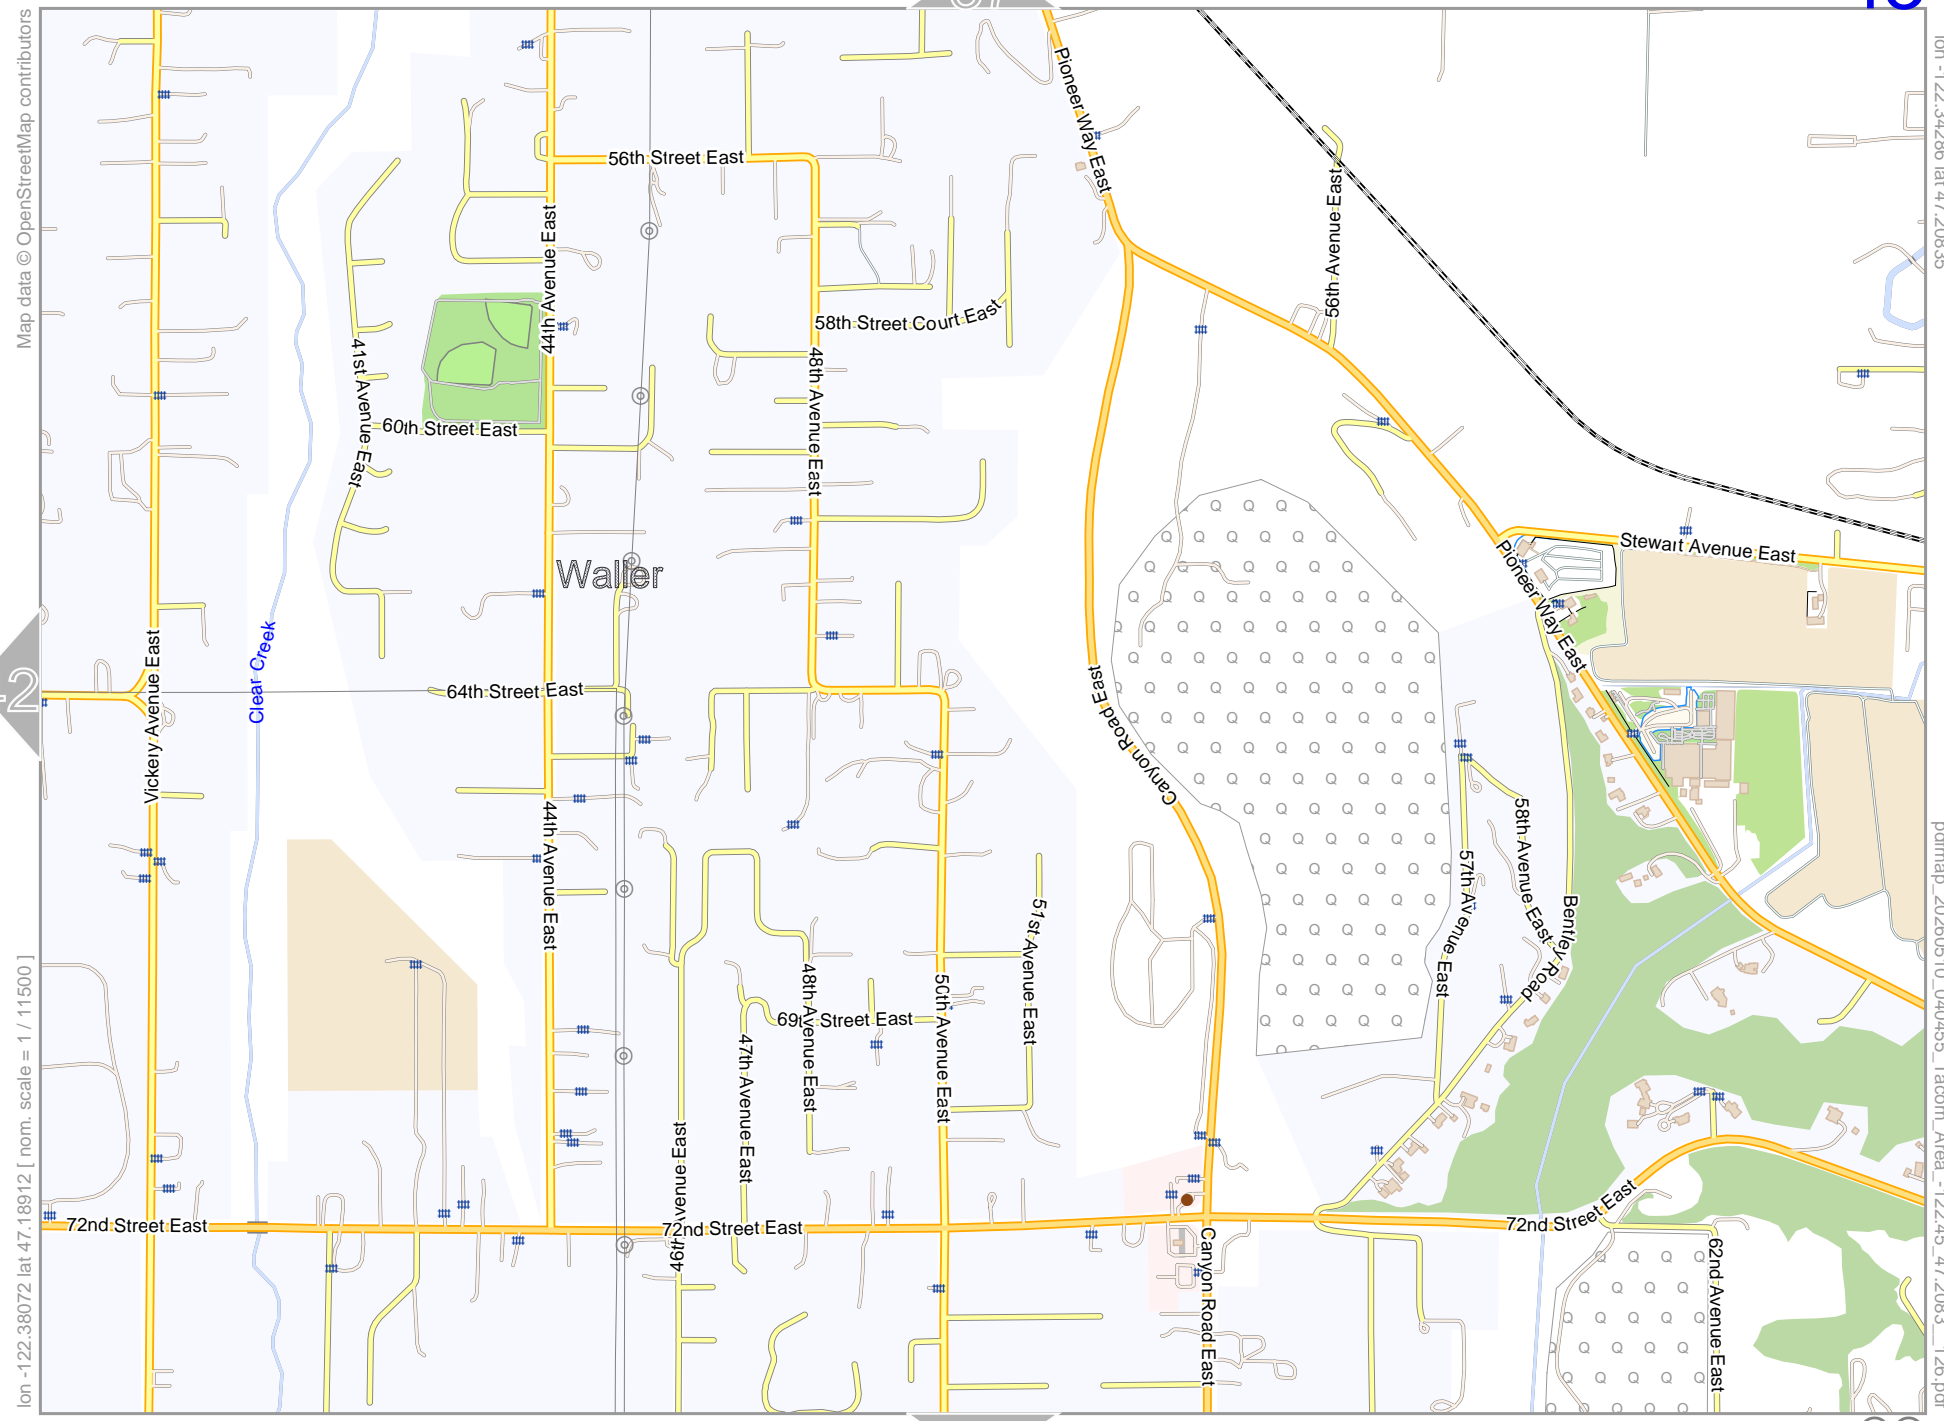 Map data © OpenStreetMap contributors
lon -122.38072 lat 47.18912 [ nom. scale = 1 / 11500 ]
Pioneer Way East
56th Street East
56th Avenue East
44th Avenue East
58th Street Court East
41st Avenue East
48th Avenue East
60th Street East
Stewart Avenue East
Waller
Pioneer Way East
Clear Creek
Vickery Avenue East
64th Street East
Canyon Road East
44th Avenue East
58th Avenue East
57th Avenue East
Bentley Road
51st Avenue East
48th Avenue East
50th Avenue East
69th Street East
47th Avenue East
46th Avenue East
72nd Street East
72nd Street East
72nd Street East
Canyon Road East
62nd Avenue East